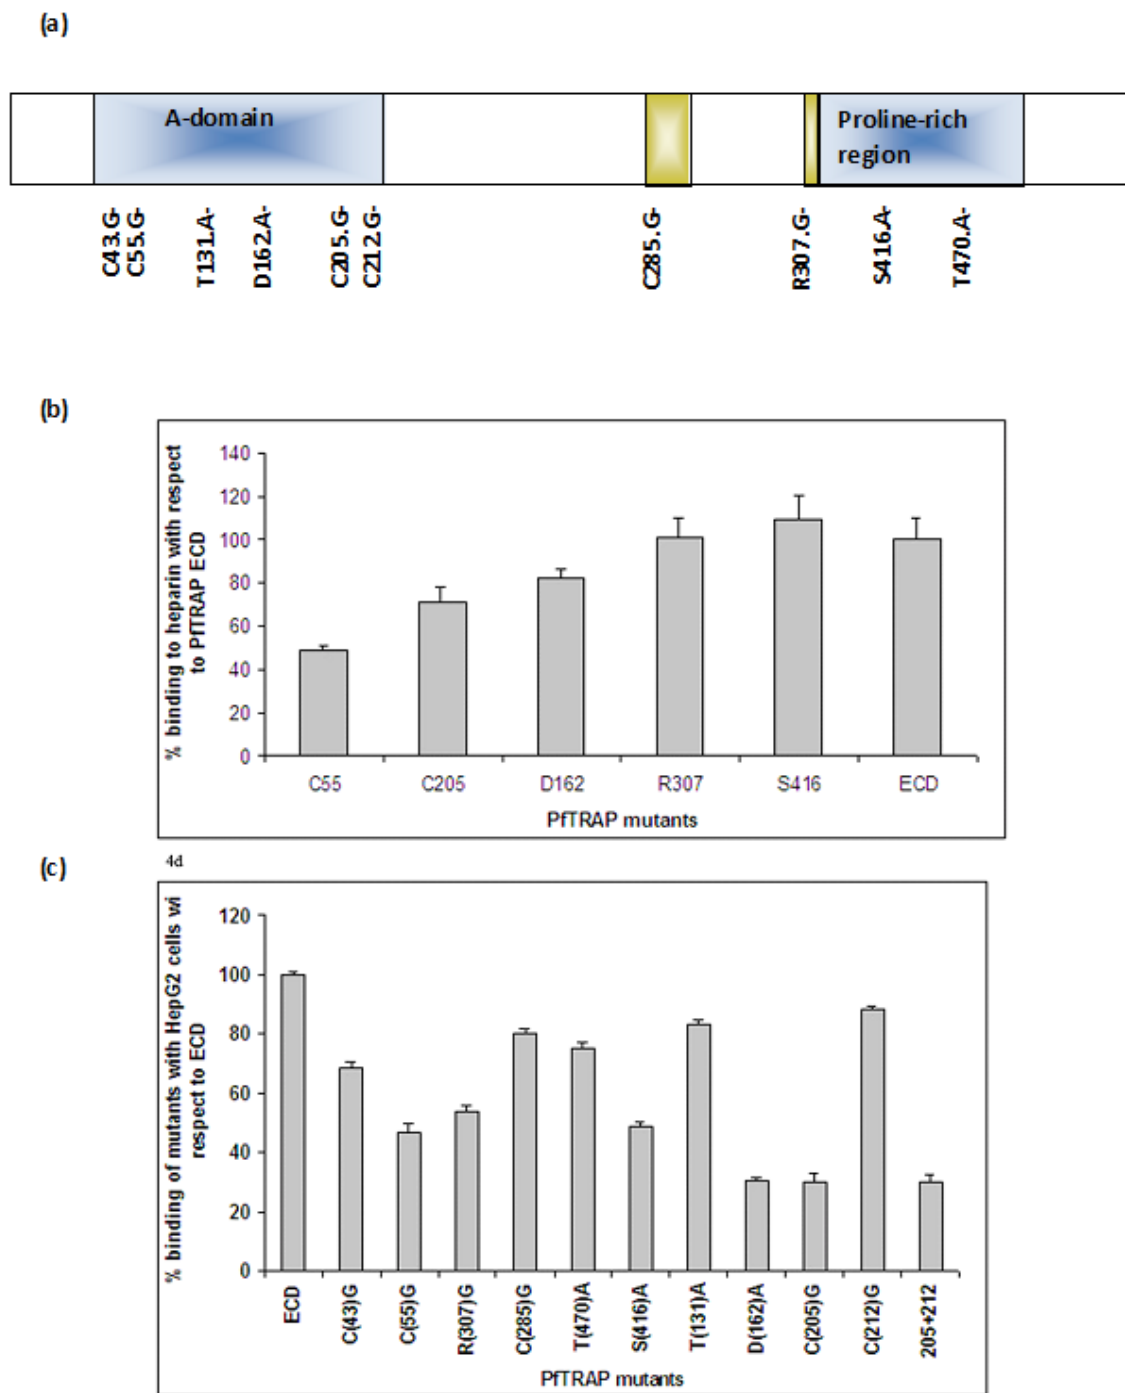 (a)
A-domain
Proline-rich
region
C43.G-
C55.G-
T131.A-
D162.A-
C205.G-
C212.G-
C285.G-
R307.G-
S416.A-
T470.A-
(b)
% binding to heparin with respect
to PfTRAP ECD
140
120
100
80
60
40
20
0
C55 C205 D162 R307 S416 ECD
PfTRAP mutants
(c)
4d
% binding of mutants with HepG2 cells wi
respect to ECD
120
100
80
60
40
20
0
ECD
C(43)G
C(55)G
R(307)G
C(285)G
T(470)A
S(416)A
T(131)A
D(162)A
C(205)G
C(212)G
205+212
PfTRAP mutants